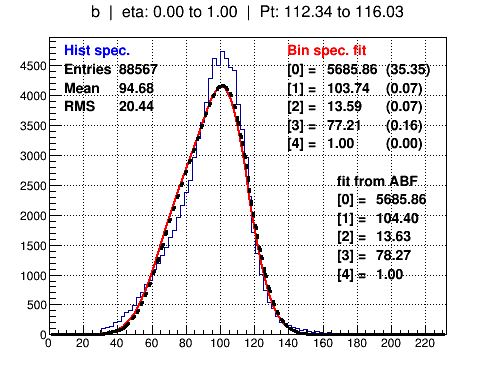 b | eta: 0.00 to 1.00 | Pt: 112.34 to 116.03
Hist spec.
Entries 88567
Mean 94.68
RMS 20.44
Bin spec. fit
[0] = 5685.86 (35.35)
[1] = 103.74 (0.07)
[2] = 13.59 (0.07)
[3] = 77.21 (0.16)
[4] = 1.00 (0.00)
fit from ABF
[0] = 5685.86
[1] = 104.40
[2] = 13.63
[3] = 78.27
[4] = 1.00
4500
4000
3500
3000
2500
2000
1500
1000
500
0
0 20 40 60 80 100 120 140 160 180 200 220